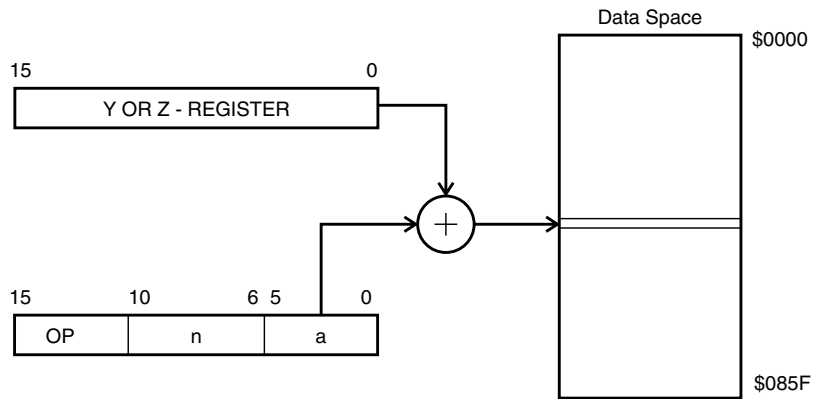 Data Space
$0000
15 0
Y OR Z - REGISTER
+
15 10 6 5 0
OP n a
$085F